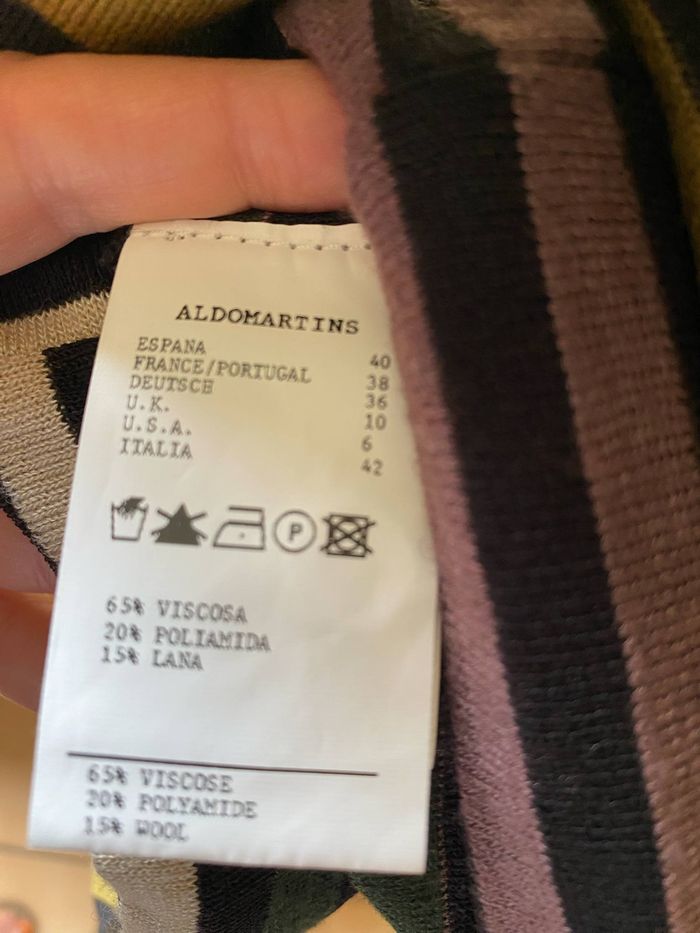 ALDOMARTINS
ESPANA 40
FRANCE/PORTUGAL 38
DEUTSCH 36
U.K. 10
U.S.A. 6
ITALIA 42
P
65% VISCOSA
20% POLIAMIDA
15% LANA
65% VISCOSE
20% POLYAMIDE
15% WOOL